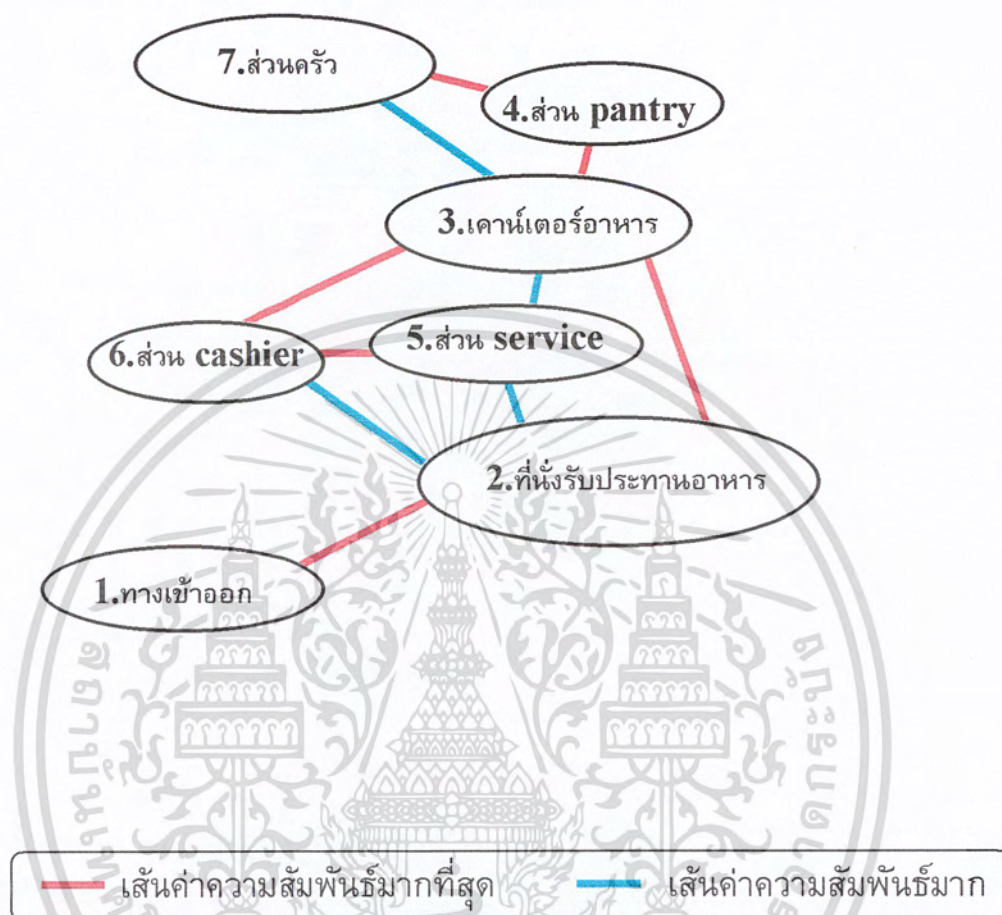 7.ส่วนครัว
4.ส่วน pantry
3.เคาน์เตอร์อาหาร
5.ส่วน service
6.ส่วน cashier
2.ที่นั่งรับประทานอาหาร
1.ทางเข้าออก
เส้นค่าความสัมพันธ์มากที่สุด เส้นค่าความสัมพันธ์มาก